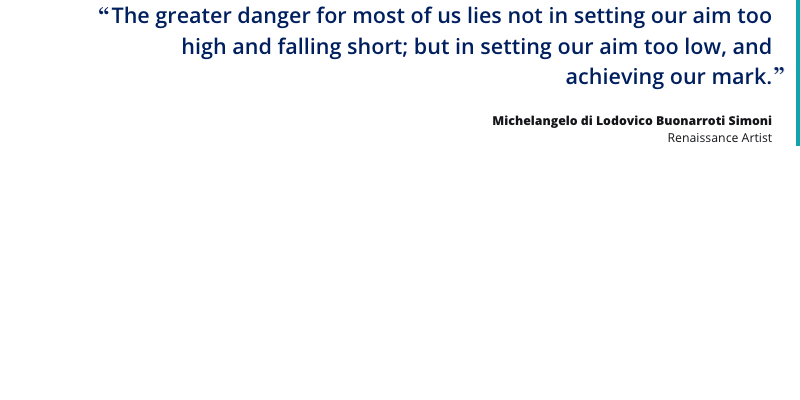 “The greater danger for most of us lies not in setting our aim too
high and falling short; but in setting our aim too low, and
achieving our mark.”
Michelangelo di Lodovico Buonarroti Simoni
Renaissance Artist